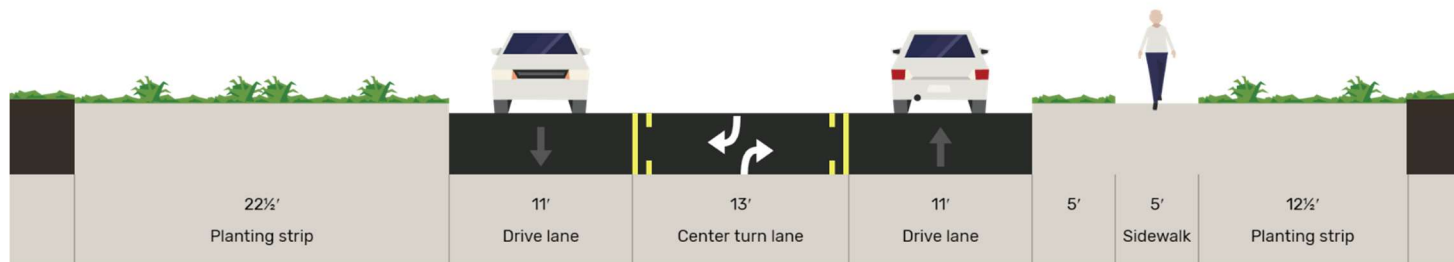 22½′
Planting strip
11′
Drive lane
13′
Center turn lane
11′
Drive lane
5′
5′
Sidewalk
12½′
Planting strip